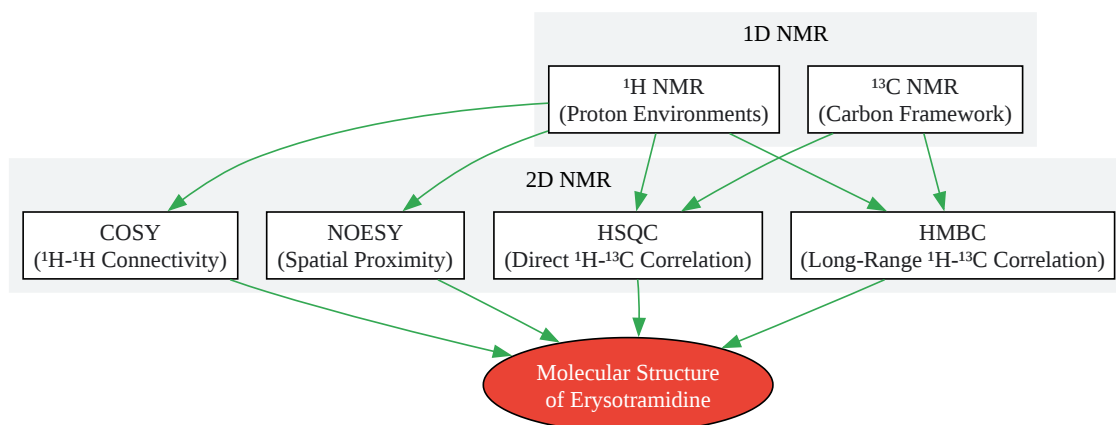 1D NMR
¹H NMR
(Proton Environments)
¹³C NMR
(Carbon Framework)
2D NMR
COSY
(¹H-¹H Connectivity)
NOESY
(Spatial Proximity)
HSQC
(Direct ¹H-¹³C Correlation)
HMBC
(Long-Range ¹H-¹³C Correlation)
Molecular Structure
of Erysotramidine